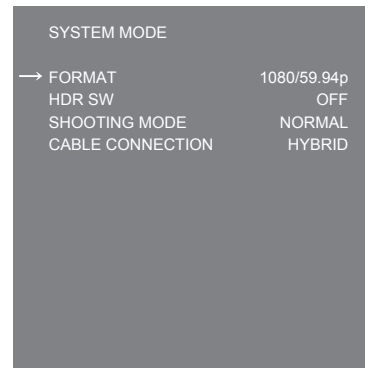 SYSTEM MODE
→ FORMAT 1080/59.94p
HDR SW OFF
SHOOTING MODE NORMAL
CABLE CONNECTION HYBRID